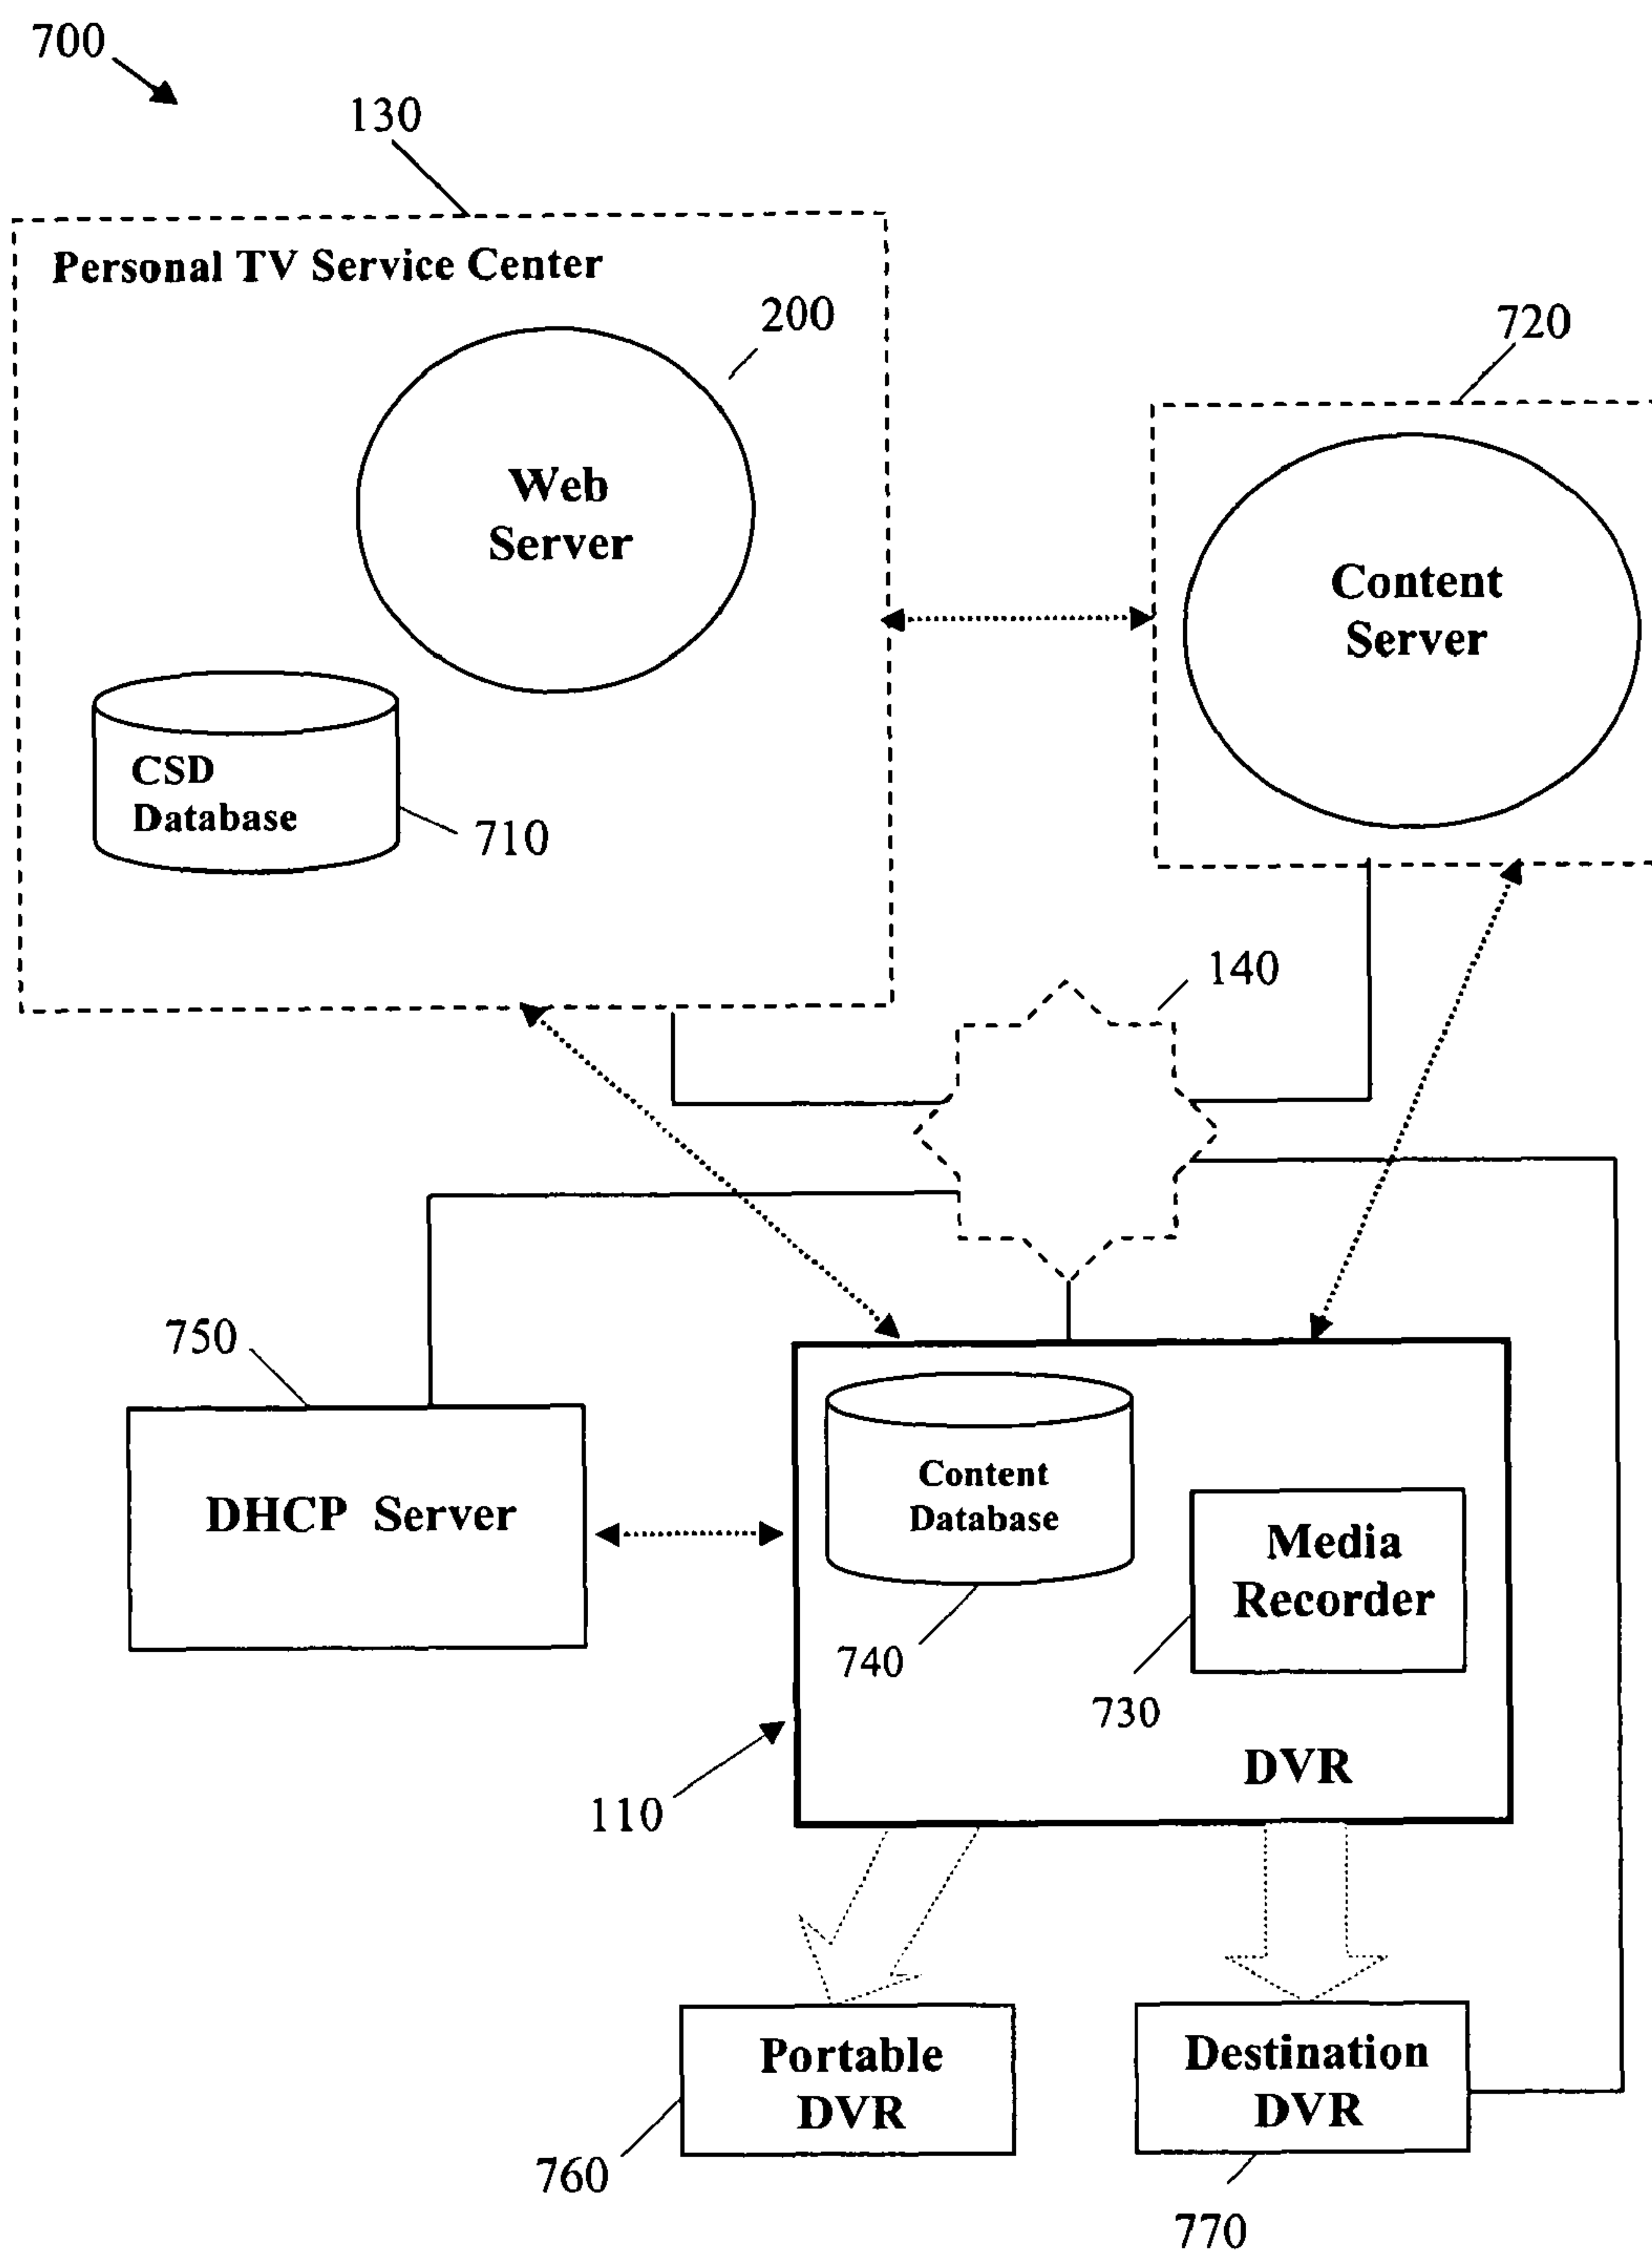 700
130
Personal TV Service Center
200
Web
Server
720
Content
Server
CSD
Database
710
140
750
DHCP Server
Content
Database
740
Media
Recorder
730
DVR
110
Portable
DVR
760
Destination
DVR
770